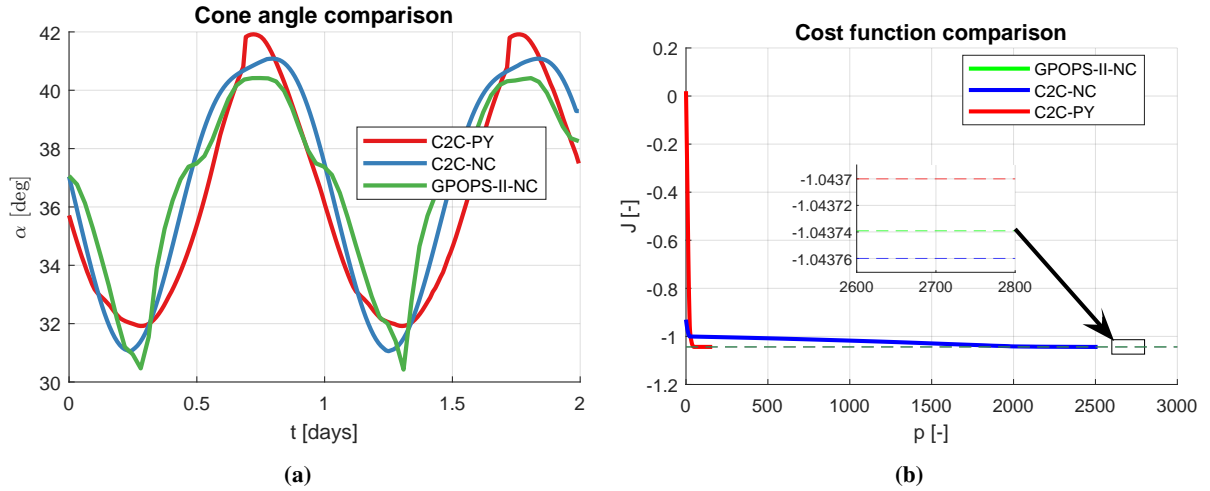 Cone angle comparison
42
40
38
36
34
32
30
α [deg]
C2C-PY
C2C-NC
GPOPS-II-NC
0
0.5
1
1.5
2
t [days]
(a)
Cost function comparison
0.2
0
-0.2
-0.4
-0.6
-0.8
-1
-1.2
J [-]
GPOPS-II-NC
C2C-NC
C2C-PY
-1.0437
-1.04372
-1.04374
-1.04376
2600
2700
2800
0
500
1000
1500
2000
2500
3000
p [-]
(b)